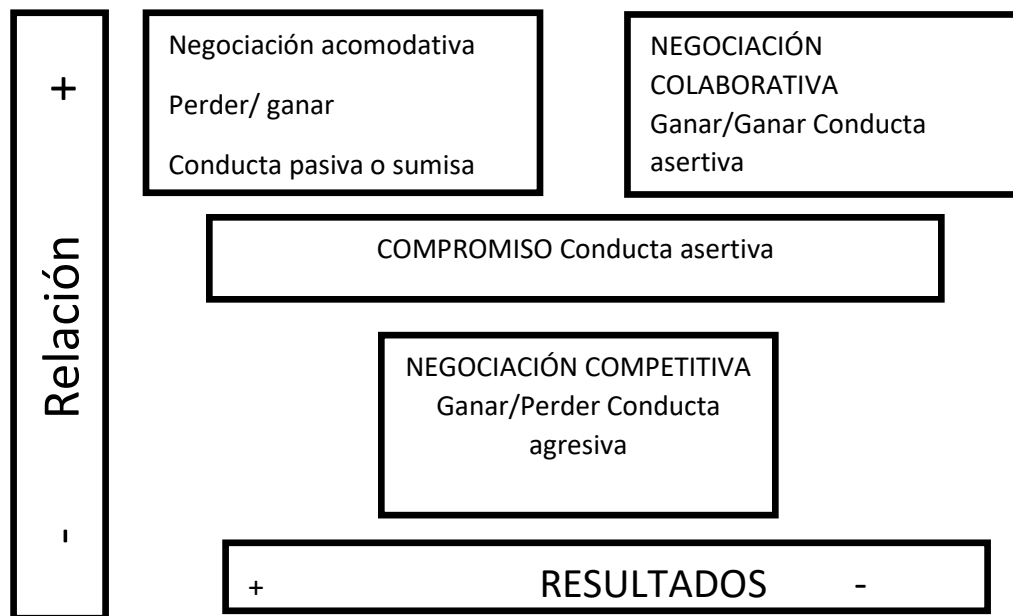 +
Relación
-
Negociación acomodativa
Perder/ ganar
Conducta pasiva o sumisa
NEGOCIACIÓN
COLABORATIVA
Ganar/Ganar Conducta
asertiva
COMPROMISO Conducta asertiva
NEGOCIACIÓN COMPETITIVA
Ganar/Perder Conducta
agresiva
+ RESULTADOS -